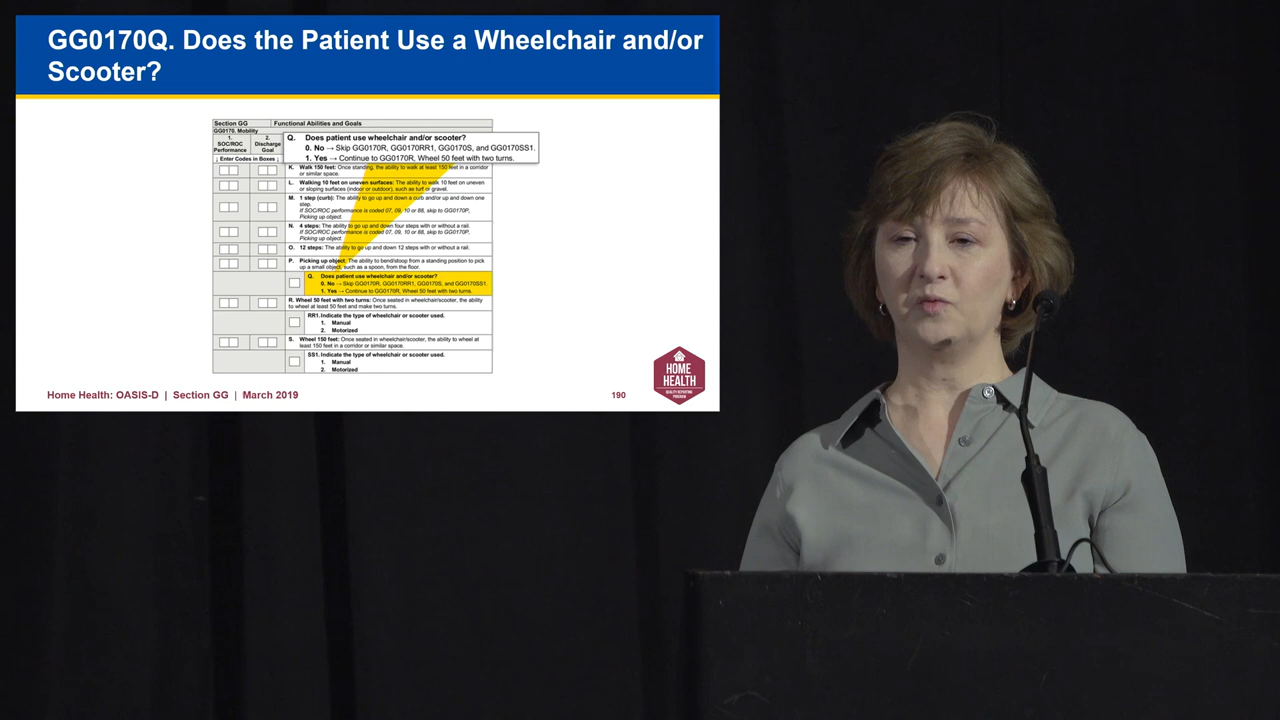 GG0170Q. Does the Patient Use a Wheelchair and/or
Scooter?
Section GG Functional Abilities and Goals
GG0170. Mobility
1.
SOC/ROC
Performance
2.
Discharge
Goal
↓ Enter Codes in Boxes ↓
Q. Does patient use wheelchair and/or scooter?
0. No → Skip GG0170R, GG0170RR1, GG0170S, and GG0170SS1.
1. Yes → Continue to GG0170R, Wheel 50 feet with two turns.
K. Walk 150 feet: Once standing, the ability to walk at least 150 feet in a corridor
or similar space.
L. Walking 10 feet on uneven surfaces: The ability to walk 10 feet on uneven
or sloping surfaces (indoor or outdoor), such as turf or gravel.
M. 1 step (curb): The ability to go up and down a curb and/or up and down one
step.
If SOC/ROC performance is coded 07, 09, 10 or 88, skip to GG0170P,
Picking up object.
N. 4 steps: The ability to go up and down four steps with or without a rail.
If SOC/ROC performance is coded 07, 09, 10 or 88, skip to GG0170P,
Picking up object.
O. 12 steps: The ability to go up and down 12 steps with or without a rail.
P. Picking up object: The ability to bend/stoop from a standing position to pick
up a small object, such as a spoon, from the floor.
Q. Does patient use wheelchair and/or scooter?
0. No → Skip GG0170R, GG0170RR1, GG0170S, and GG0170SS1.
1. Yes → Continue to GG0170R, Wheel 50 feet with two turns.
R. Wheel 50 feet with two turns: Once seated in wheelchair/scooter, the ability
to wheel at least 50 feet and make two turns.
RR1. Indicate the type of wheelchair or scooter used.
1. Manual
2. Motorized
S. Wheel 150 feet: Once seated in wheelchair/scooter, the ability to wheel at
least 150 feet in a corridor or similar space.
SS1. Indicate the type of wheelchair or scooter used.
1. Manual
2. Motorized
Home Health: OASIS-D | Section GG | March 2019
190
HOME
HEALTH
QUALITY REPORTING
PROGRAM